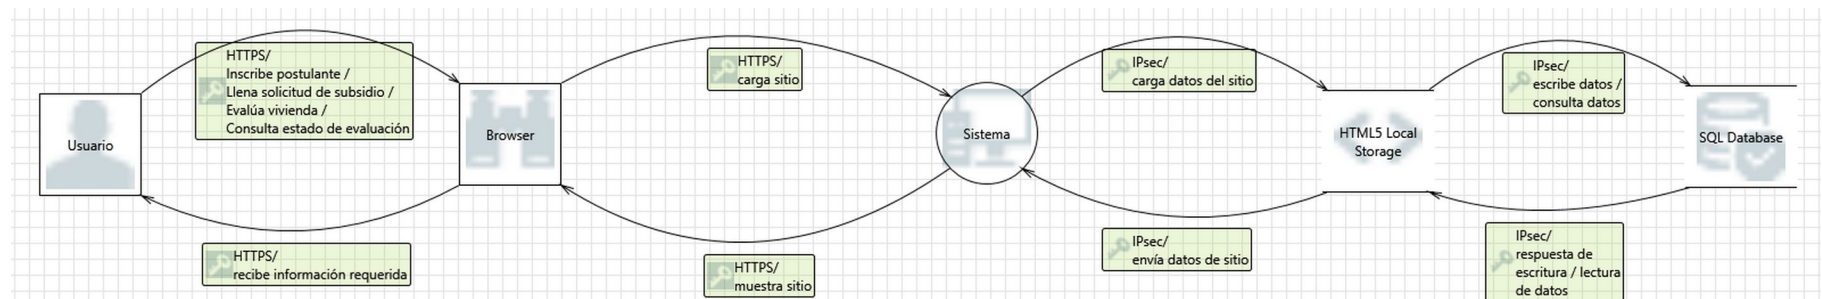 HTTPS/
Inscribe postulante /
Llena solicitud de subsidio /
Evalúa vivienda /
Consulta estado de evaluación
HTTPS/
carga sitio
IPsec/
carga datos del sitio
IPsec/
escribe datos /
consulta datos
Usuario
Browser
Sistema
HTML5 Local
Storage
SQL Database
HTTPS/
recibe información requerida
HTTPS/
muestra sitio
IPsec/
envía datos de sitio
IPsec/
respuesta de
escritura / lectura
de datos